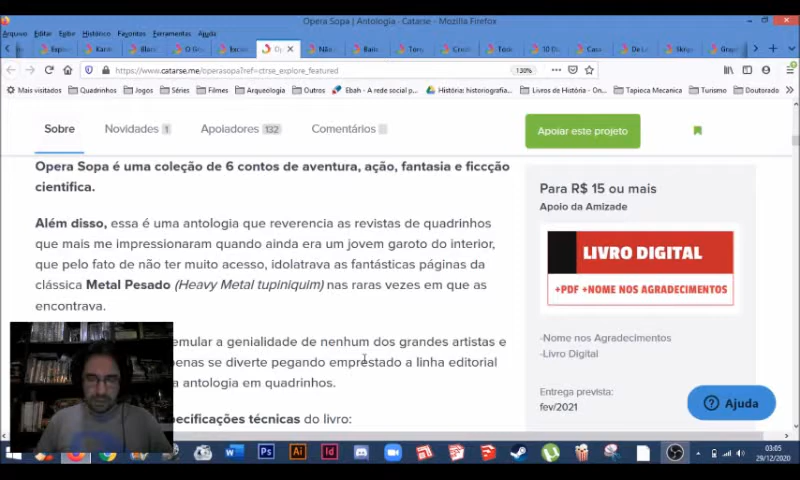 Opera Sopa | Antologia - Catarse - Mozilla Firefox
Arquivo Editar Exibir Histórico Favoritos Ferramentas Ajuda
https://www.catarse.me/operasopa?ref=ctrse_explore_featured
130%
Mais visitados Quadrinhos Jogos Séries Filmes Arqueologia Outros Ebah - A rede social p... História: historiografia... Livros de História - On... Tapioca Mecanica Turismo Doutorado
Sobre Novidades 1 Apoiadores 132 Comentários
Apoiar este projeto
Opera Sopa é uma coleção de 6 contos de aventura, ação, fantasia e ficcção
científica.
Além disso, essa é uma antologia que reverencia as revistas de quadrinhos
que mais me impressionaram quando ainda era um jovem garoto do interior,
que pelo fato de não ter muito acesso, idolatrava as fantásticas páginas da
clássica Metal Pesado (Heavy Metal tupiniquim) nas raras vezes em que as
encontrava.
emular a genialidade de nenhum dos grandes artistas e
penas se diverte pegando emprestado a linha editorial
a antologia em quadrinhos.
pecificações técnicas do livro:
Para R$ 15 ou mais
Apoio da Amizade
LIVRO DIGITAL
+PDF +NOME NOS AGRADECIMENTOS
-Nome nos Agradecimentos
-Livro Digital
Entrega prevista:
fev/2021
Ajuda
03:05
29/12/2020